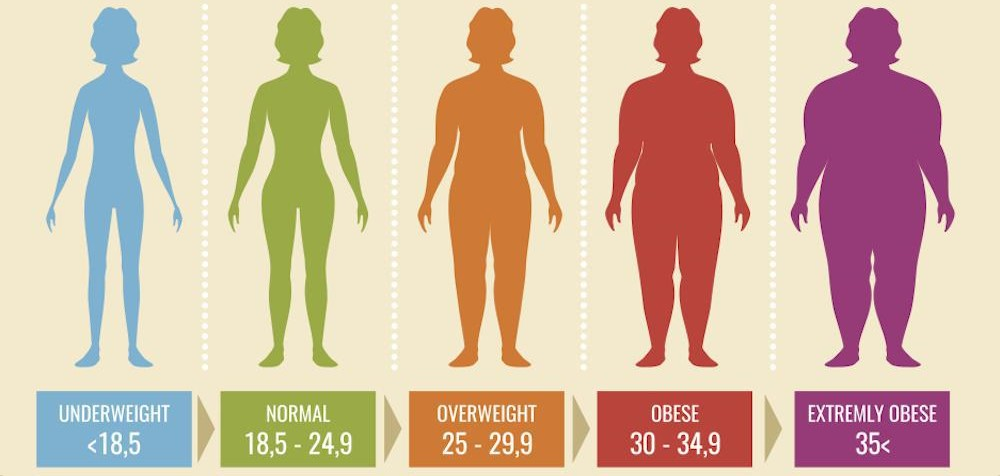 UNDERWEIGHT
<18,5
NORMAL
18,5 - 24,9
OVERWEIGHT
25 - 29,9
OBESE
30 - 34,9
EXTREMLY OBESE
35<